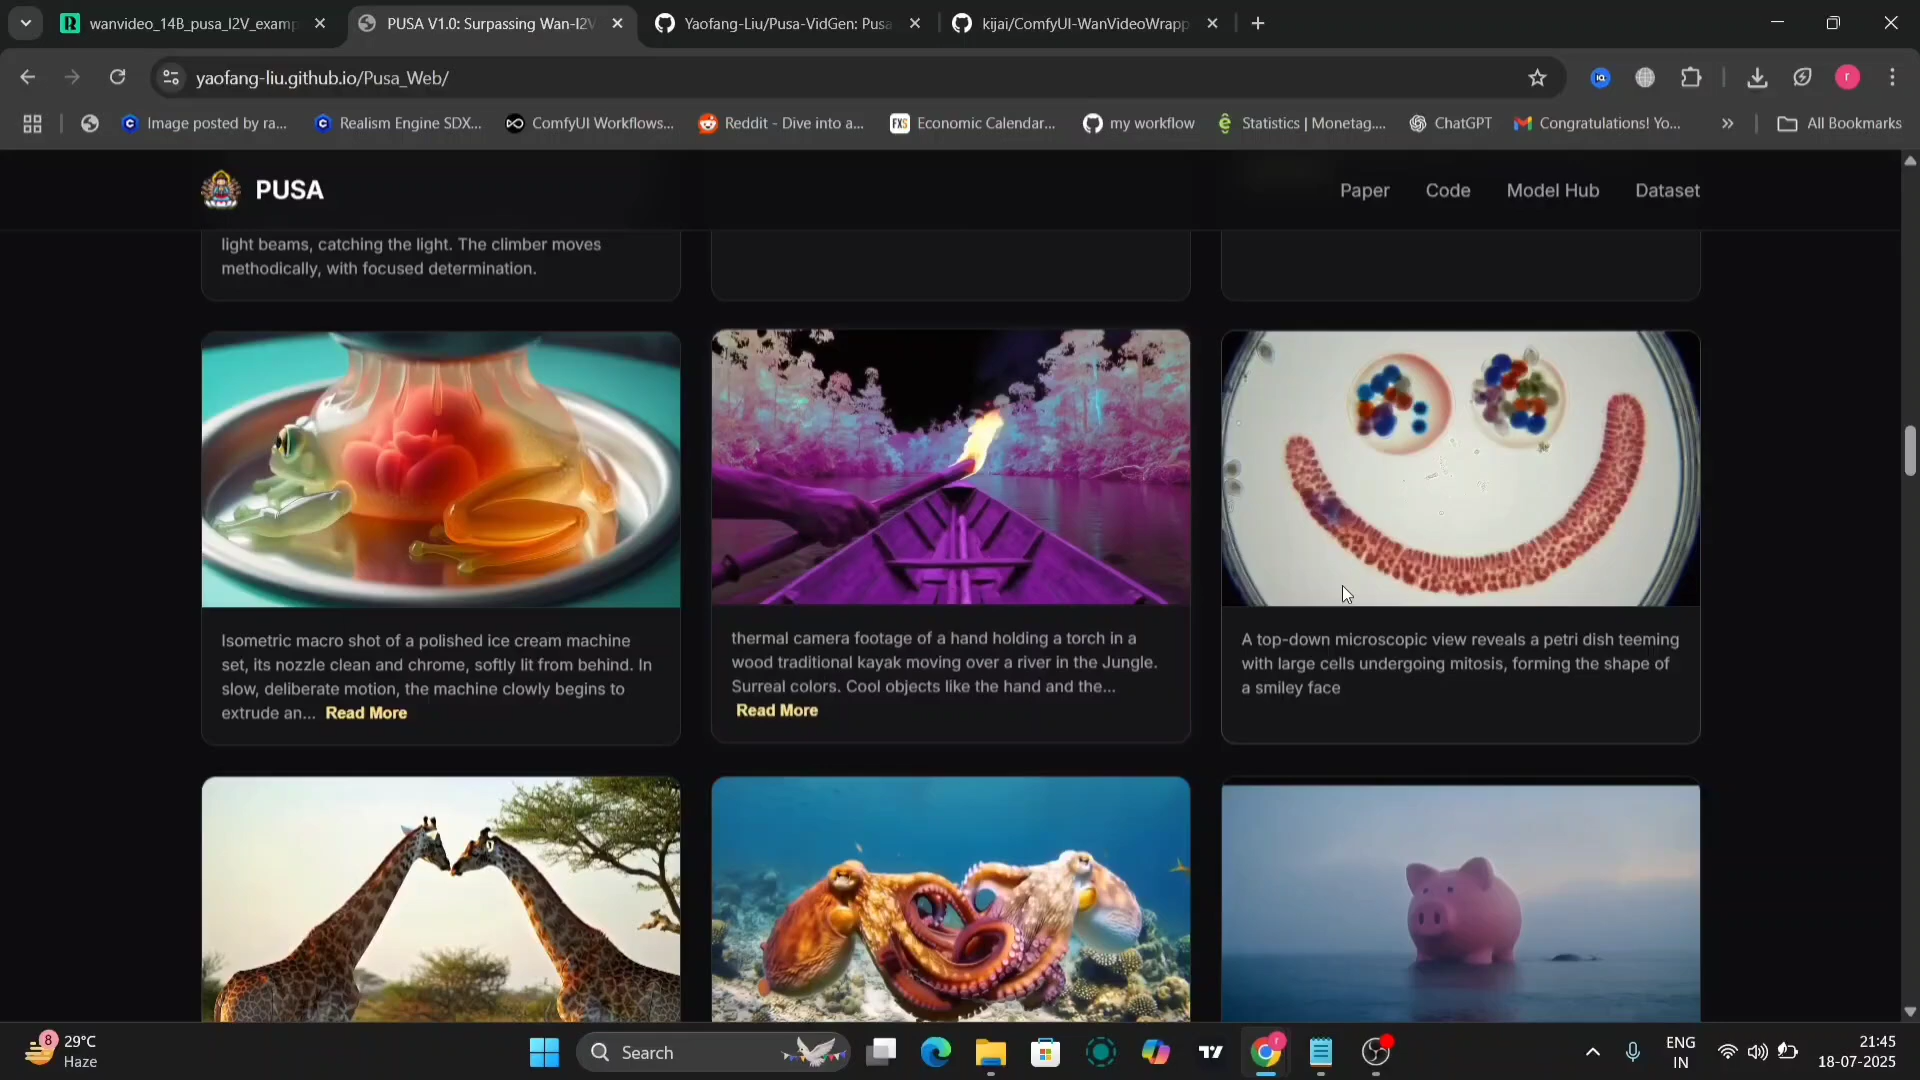 wanvideo_14B_pusa_I2V_examp
PUSA V1.0: Surpassing Wan-I2V
Yaofang-Liu/Pusa-VidGen: Pusa
kijai/ComfyUI-WanVideoWrapp
yaofang-liu.github.io/Pusa_Web/
Image posted by ra...
Realism Engine SDX...
ComfyUI Workflows...
Reddit - Dive into a...
FXS
Economic Calendar...
my workflow
Statistics | Monetag....
ChatGPT
Congratulations! Yo...
All Bookmarks
PUSA
Paper
Code
Model Hub
Dataset
light beams, catching the light. The climber moves
methodically, with focused determination.
Isometric macro shot of a polished ice cream machine
set, its nozzle clean and chrome, softly lit from behind. In
slow, deliberate motion, the machine clowly begins to
extrude an... Read More
thermal camera footage of a hand holding a torch in a
wood traditional kayak moving over a river in the Jungle.
Surreal colors. Cool objects like the hand and the...
Read More
A top-down microscopic view reveals a petri dish teeming
with large cells undergoing mitosis, forming the shape of
a smiley face
8
29°C
Haze
Search
ENG
IN
21:45
18-07-2025